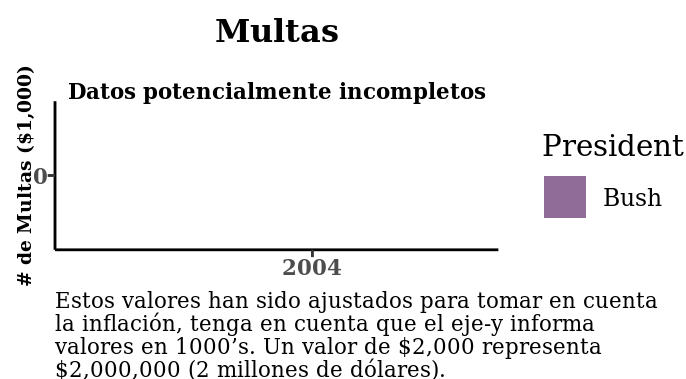 Multas
Datos potencialmente incompletos
# de Multas ($1,000)
0
2004
President
Bush
Estos valores han sido ajustados para tomar en cuenta
la inflación, tenga en cuenta que el eje-y informa
valores en 1000’s. Un valor de $2,000 representa
$2,000,000 (2 millones de dólares).